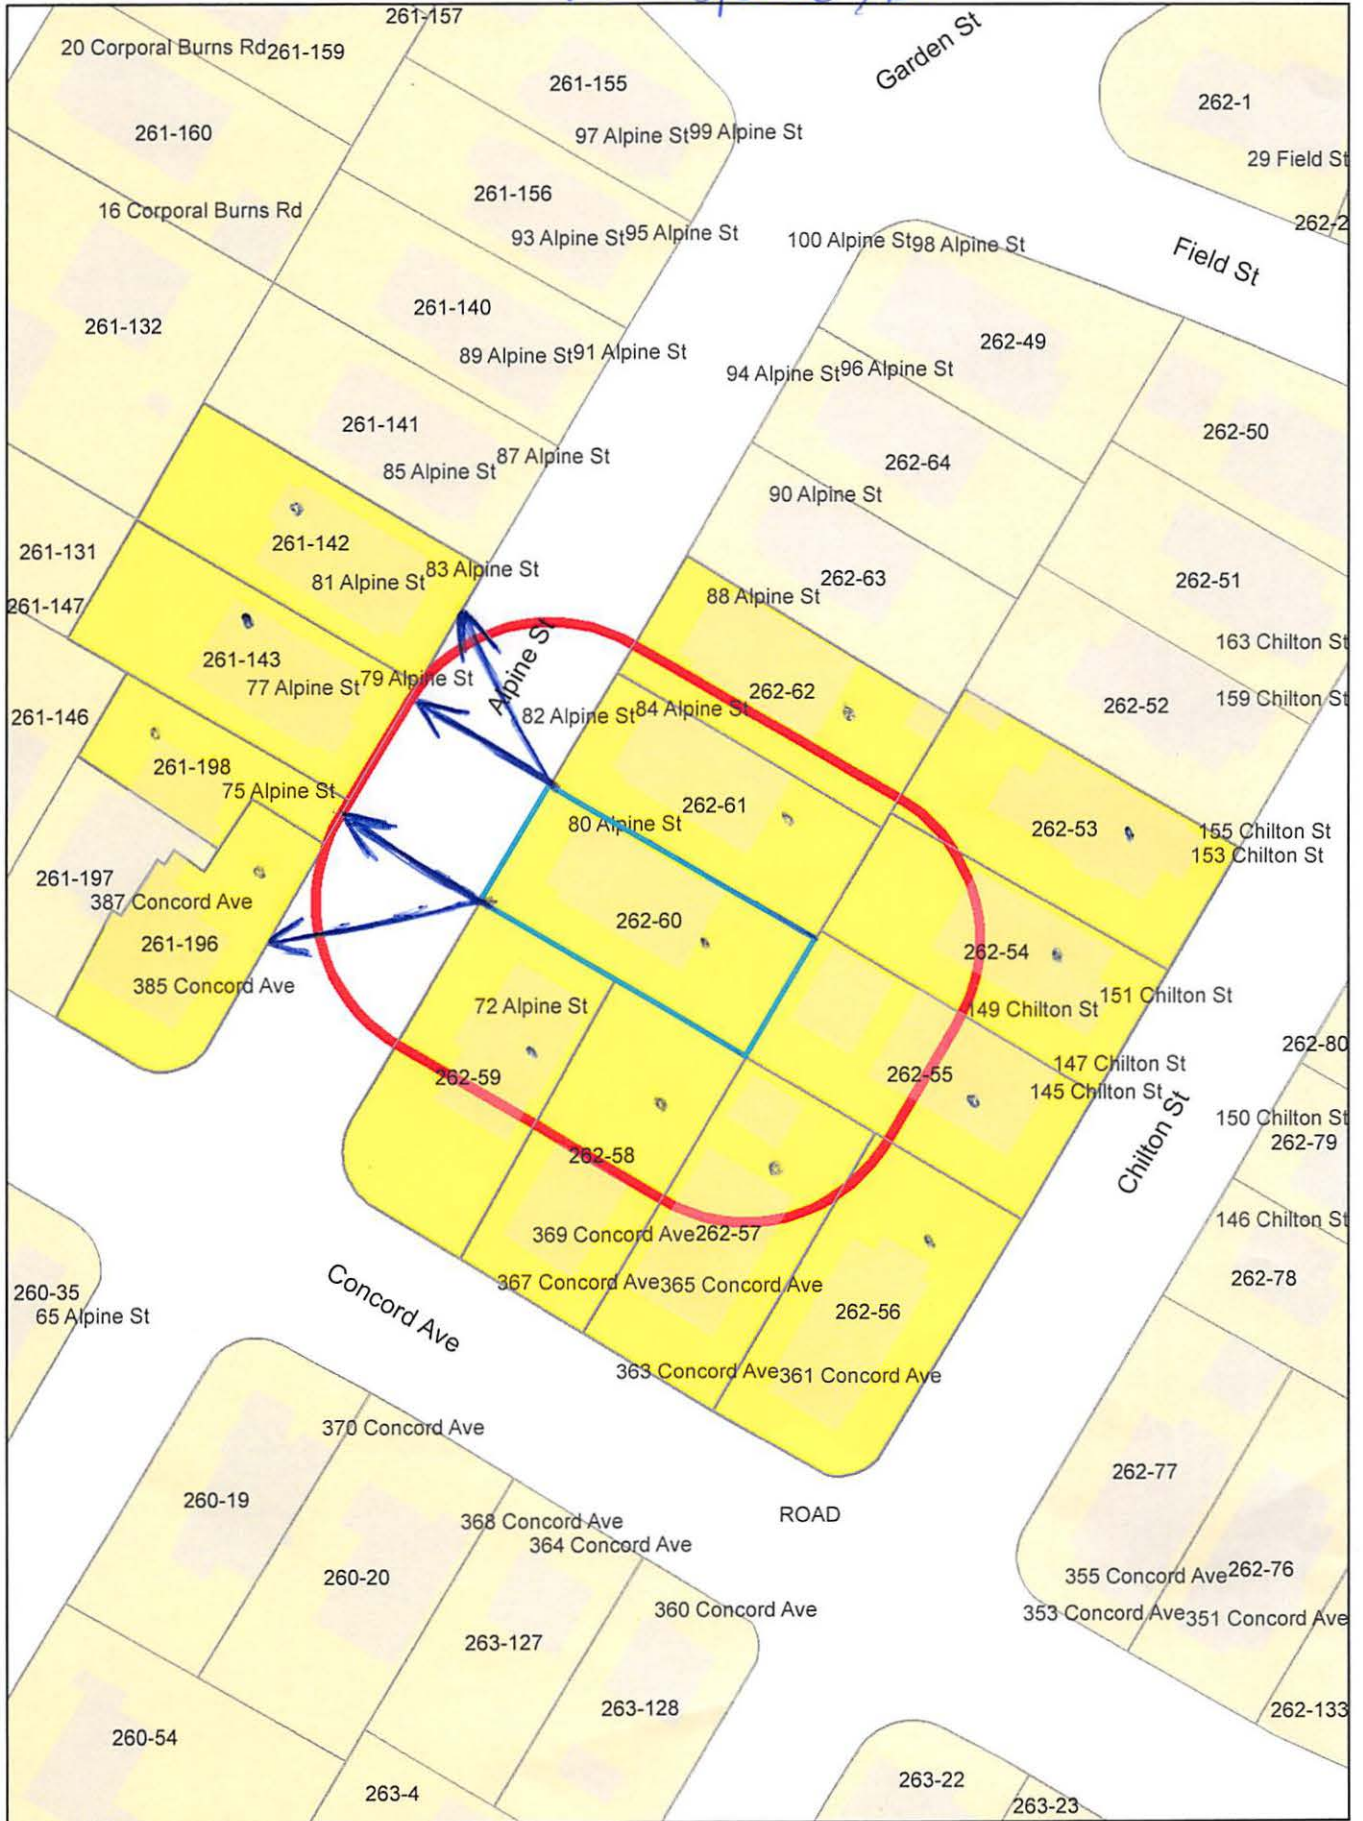 261-157
Garden St
20 Corporal Burns Rd 261-159
261-155
262-1
261-160
97 Alpine St 99 Alpine St
29 Field St
261-156
16 Corporal Burns Rd
93 Alpine St 95 Alpine St
262-2
100 Alpine St 98 Alpine St
Field St
261-140
261-132
262-49
89 Alpine St 91 Alpine St
94 Alpine St 96 Alpine St
261-141
262-50
87 Alpine St
85 Alpine St
262-64
90 Alpine St
261-142
261-131
83 Alpine St
81 Alpine St
262-63
262-51
88 Alpine St
261-147
163 Chilton St
261-143
Alpine St
79 Alpine St
77 Alpine St
262-62
159 Chilton St
262-52
84 Alpine St
82 Alpine St
261-146
261-198
75 Alpine St
262-61
80 Alpine St
262-53
155 Chilton St
153 Chilton St
261-197
387 Concord Ave
262-60
261-196
262-54
385 Concord Ave
151 Chilton St
149 Chilton St
72 Alpine St
262-80
147 Chilton St
262-59
262-55
145 Chilton St
150 Chilton St
262-79
Chilton St
262-58
146 Chilton St
369 Concord Ave 262-57
262-78
367 Concord Ave 365 Concord Ave
260-35
65 Alpine St
Concord Ave
262-56
363 Concord Ave 361 Concord Ave
370 Concord Ave
262-77
260-19
ROAD
368 Concord Ave
364 Concord Ave
355 Concord Ave 262-76
260-20
360 Concord Ave
353 Concord Ave 351 Concord Ave
263-127
263-128
262-133
260-54
263-22
263-4
263-23